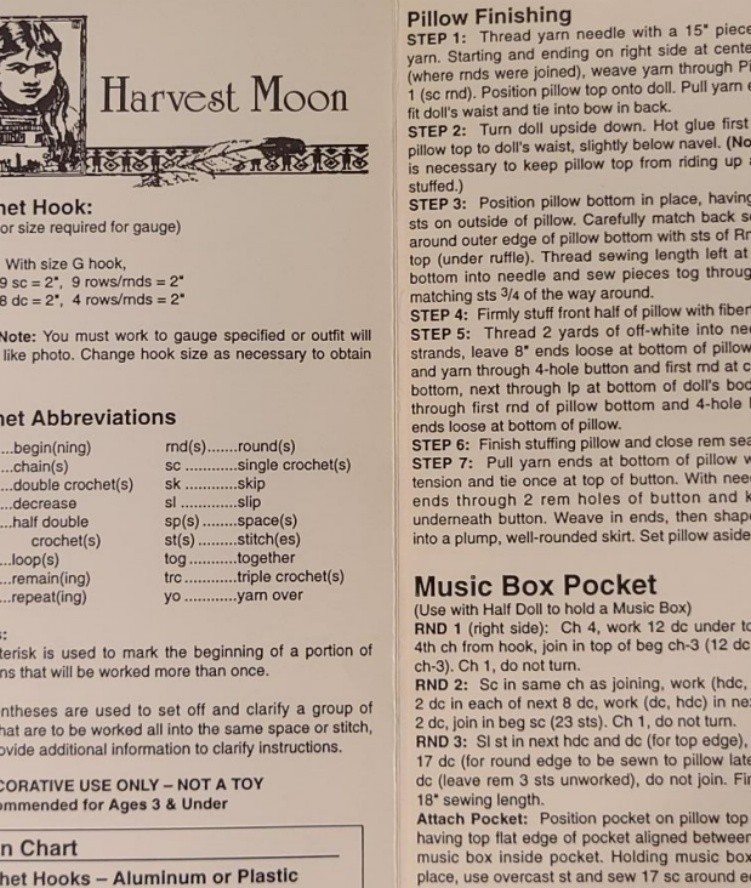 Harvest Moon
Hook:
or size required for gauge)
With size G hook,
9 sc = 2", 9 rows/rnds = 2"
8 dc = 2", 4 rows/rnds = 2"
Note: You must work to gauge specified or outfit will
like photo. Change hook size as necessary to obtain
Abbreviations
...begin(ning)
...chain(s)
...double crochet(s)
...decrease
...half double
crochet(s)
...loop(s)
...remain(ing)
...repeat(ing)
rnd(s).......round(s)
sc ............single crochet(s)
sk ............skip
sl .............slip
sp(s) ........space(s)
st(s) .........stitch(es)
tog ...........together
trc............triple crochet(s)
yo ............yarn over
is used to mark the beginning of a portion of
that will be worked more than once.
are used to set off and clarify a group of
that are to be worked all into the same space or stitch,
provide additional information to clarify instructions.
USE ONLY – NOT A TOY
for Ages 3 & Under
Chart
Hooks – Aluminum or Plastic
Pillow Finishing
STEP 1: Thread yarn needle with a 15" piece
yarn. Starting and ending on right side at
(where rnds were joined), weave yarn through
1 (sc rnd). Position pillow top onto doll. Pull yarn
fit doll's waist and tie into bow in back.
STEP 2: Turn doll upside down. Hot glue first
pillow top to doll's waist, slightly below navel.
is necessary to keep pillow top from riding up
stuffed.)
STEP 3: Position pillow bottom in place, having
sts on outside of pillow. Carefully match back
around outer edge of pillow bottom with sts of
top (under ruffle). Thread sewing length left at
bottom into needle and sew pieces tog
matching sts 3/4 of the way around.
STEP 4: Firmly stuff front half of pillow with
STEP 5: Thread 2 yards of off-white into
strands, leave 8" ends loose at bottom of pillow
and yarn through 4-hole button and first rnd at
bottom, next through lp at bottom of doll's
through first rnd of pillow bottom and 4-hole
ends loose at bottom of pillow.
STEP 6: Finish stuffing pillow and close rem
STEP 7: Pull yarn ends at bottom of pillow
tension and tie once at top of button. With
ends through 2 rem holes of button and
underneath button. Weave in ends, then
into a plump, well-rounded skirt. Set pillow aside
Music Box Pocket
(Use with Half Doll to hold a Music Box)
RND 1 (right side): Ch 4, work 12 dc under
4th ch from hook, join in top of beg ch-3 (12 dc
ch-3). Ch 1, do not turn.
RND 2: Sc in same ch as joining, work (hdc,
2 dc in each of next 8 dc, work (dc, hdc) in
2 dc, join in beg sc (23 sts). Ch 1, do not turn.
RND 3: Sl st in next hdc and dc (for top edge),
17 dc (for round edge to be sewn to pillow
dc (leave rem 3 sts unworked), do not join.
18" sewing length.
Attach Pocket: Position pocket on pillow top
having top flat edge of pocket aligned between
music box inside pocket. Holding music box
place, use overcast st and sew 17 sc around